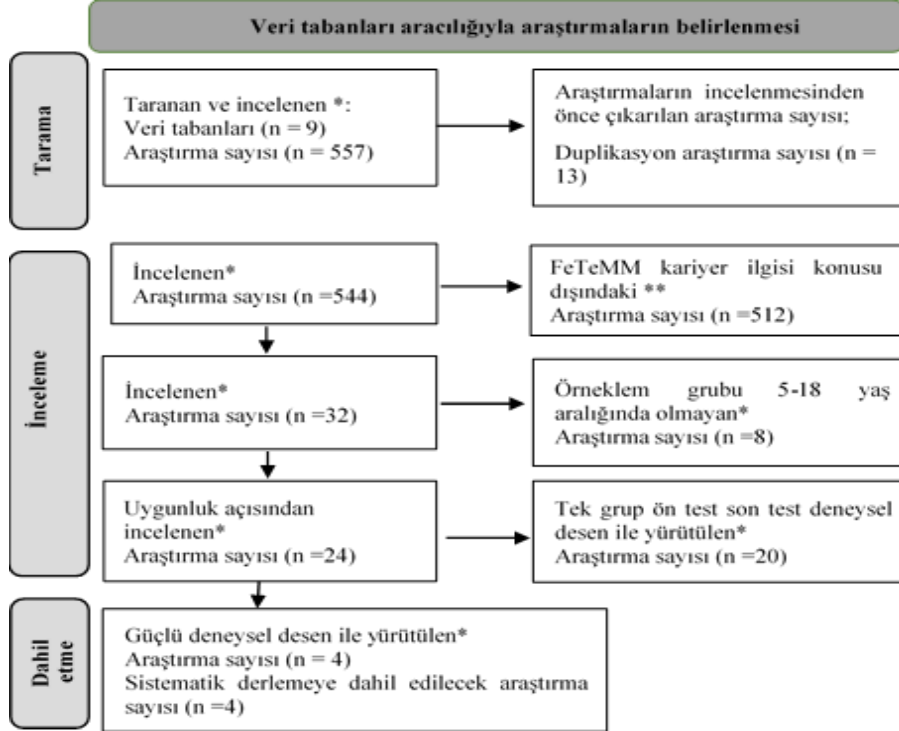 Veri tabanları aracılığıyla araştırmaların belirlenmesi
Tarama
Taranan ve incelenen *:
Veri tabanları (n = 9)
Araştırma sayısı (n = 557)
Araştırmaların incelenmesinden
önce çıkarılan araştırma sayısı;
Duplikasyon araştırma sayısı (n =
13)
İnceleme
İncelenen*
Araştırma sayısı (n =544)
FeTeMM kariyer ilgisi konusu
dışındaki **
Araştırma sayısı (n =512)
İncelenen*
Araştırma sayısı (n =32)
Örneklem grubu 5-18 yaş
aralığında olmayan*
Araştırma sayısı (n =8)
Uygunluk açısından
incelenen*
Araştırma sayısı (n =24)
Tek grup ön test son test deneysel
desen ile yürütülen*
Araştırma sayısı (n =20)
Dahil
etme
Güçlü deneysel desen ile yürütülen*
Araştırma sayısı (n = 4)
Sistematik derlemeye dahil edilecek araştırma
sayısı (n =4)